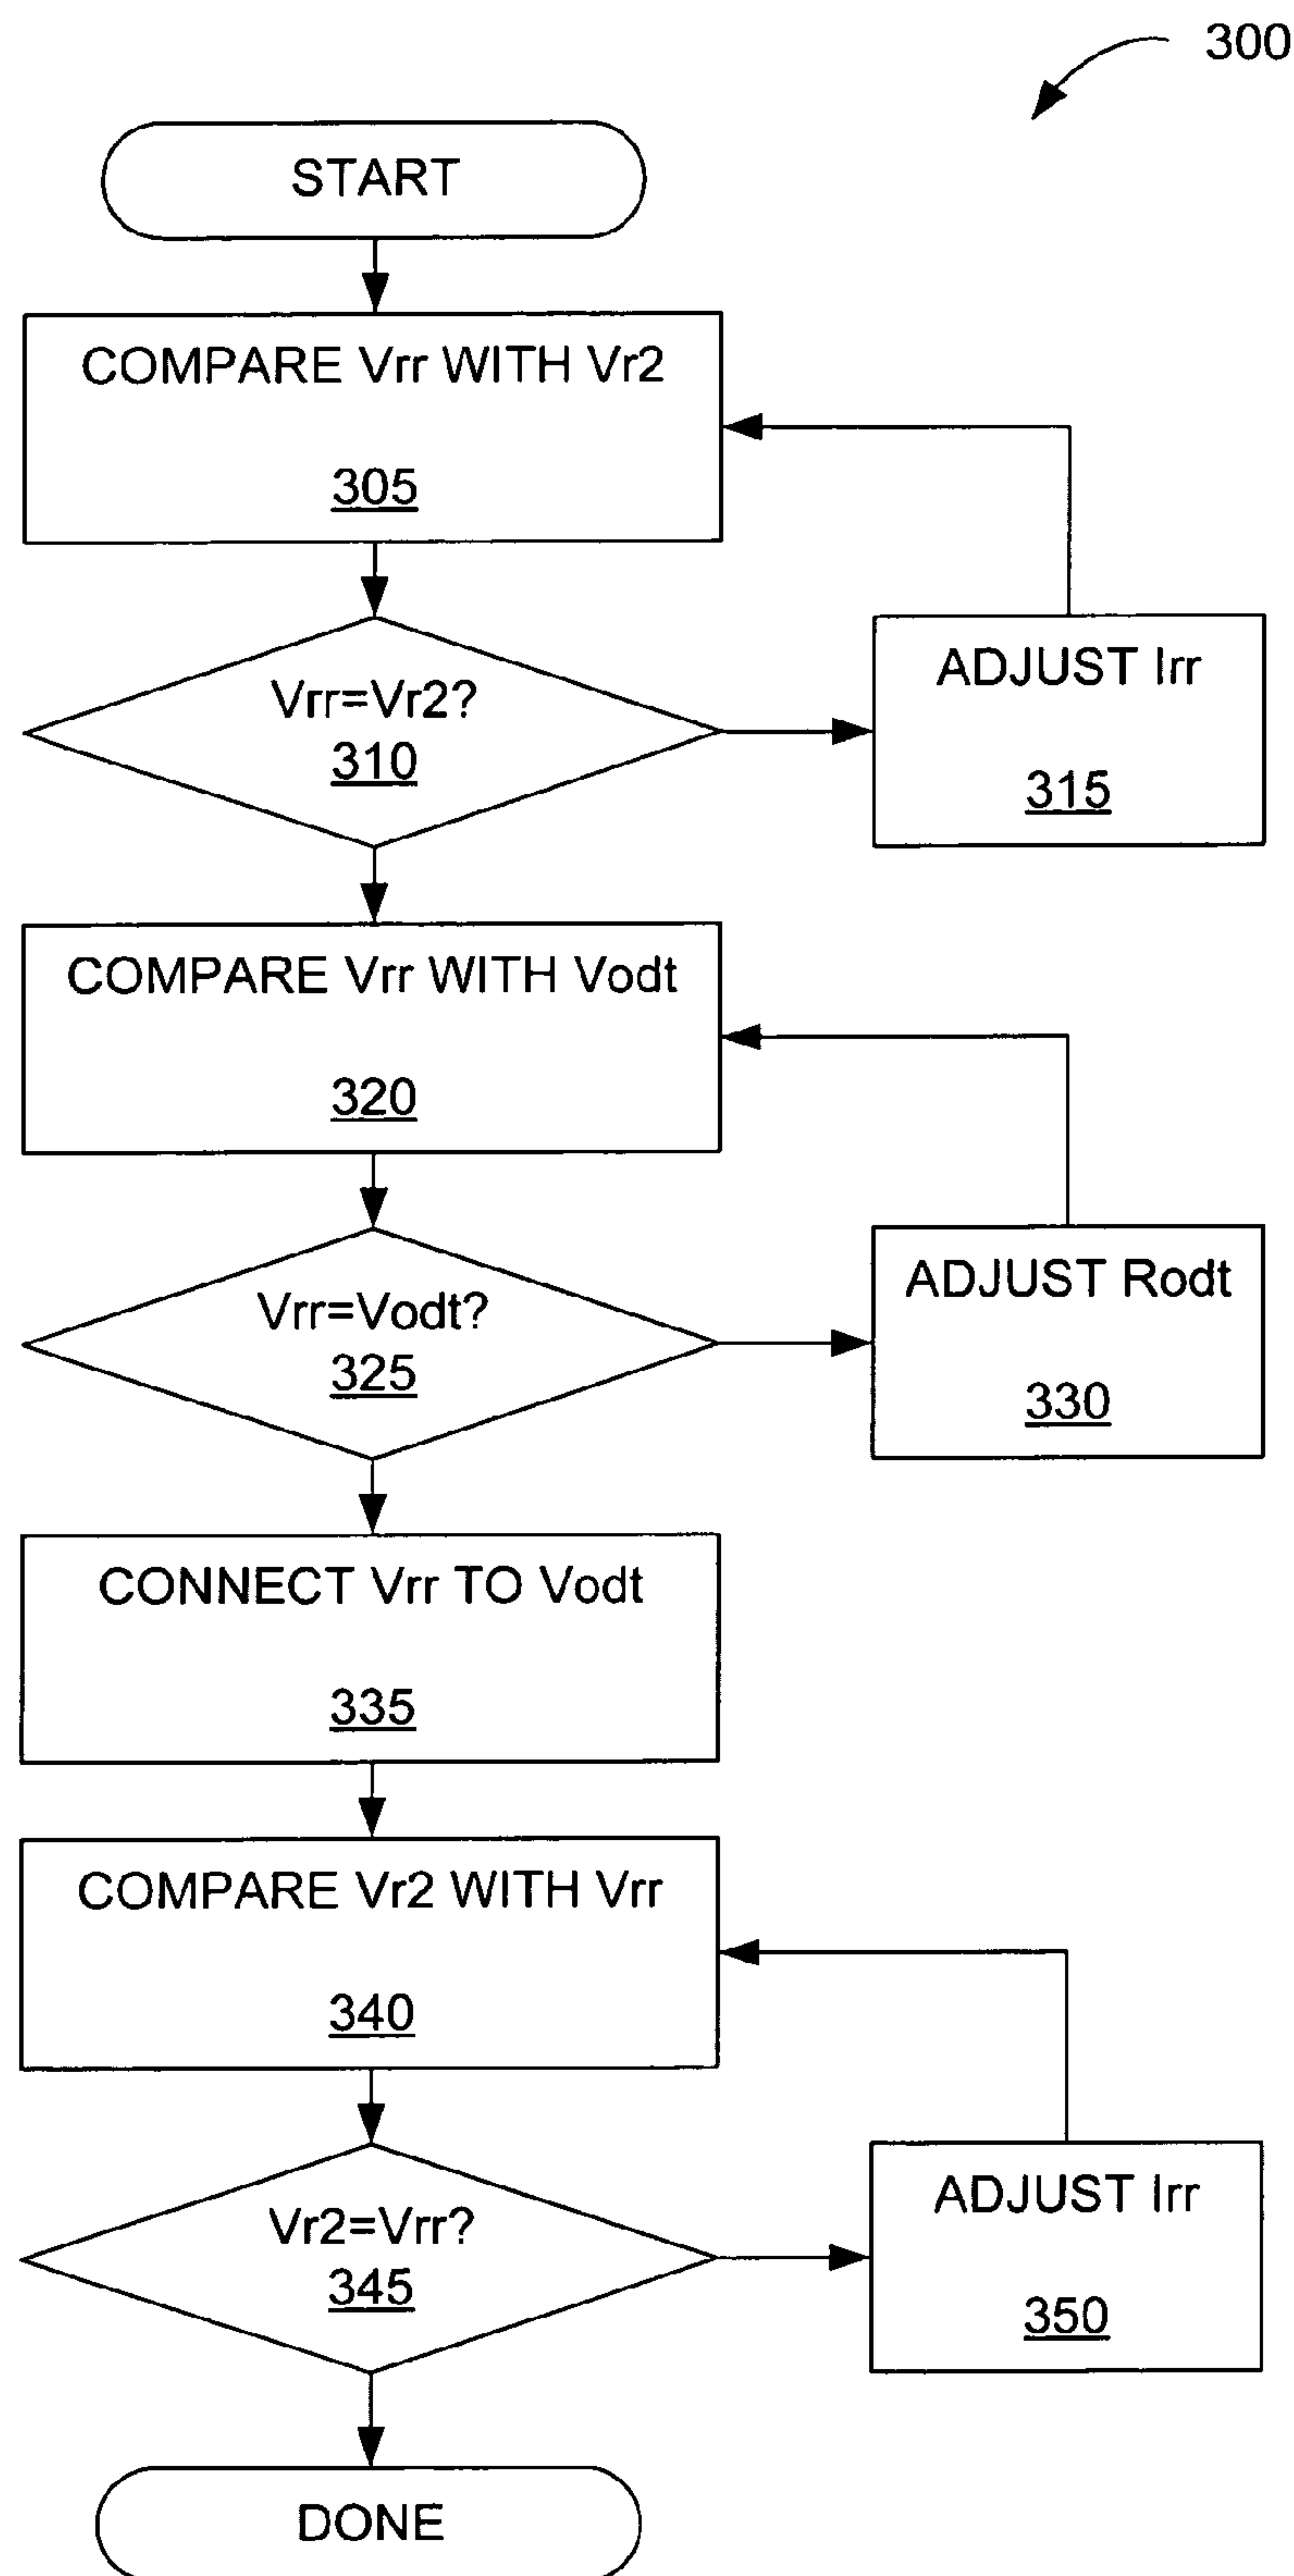 300
START
COMPARE Vrr WITH Vr2
305
Vrr=Vr2?
310
ADJUST Irr
315
COMPARE Vrr WITH Vodt
320
Vrr=Vodt?
325
ADJUST Rodt
330
CONNECT Vrr TO Vodt
335
COMPARE Vr2 WITH Vrr
340
Vr2=Vrr?
345
ADJUST Irr
350
DONE